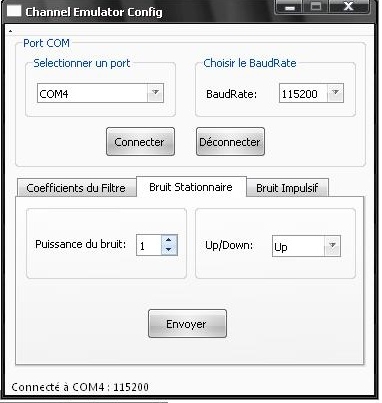 Channel Emulator Config
Port COM
Selectionner un port
Choisir le BaudRate
COM4
BaudRate: 115200
Connecter Déconnecter
Coefficients du Filtre Bruit Stationnaire Bruit Impulsif
Puissance du bruit: 1 Up/Down: Up
Envoyer
Connecté à COM4 : 115200